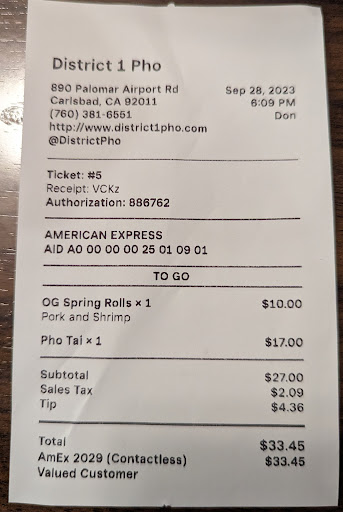 District 1 Pho
890 Palomar Airport Rd Sep 28, 2023
Carlsbad, CA 92011 6:09 PM
(760) 381-6551 Don
http://www.district1pho.com
@DistrictPho
Ticket: #5
Receipt: VCKz
Authorization: 886762
AMERICAN EXPRESS
AID A0 00 00 00 25 01 09 01
TO GO
OG Spring Rolls × 1 $10.00
Pork and Shrimp
Pho Tai × 1 $17.00
Subtotal $27.00
Sales Tax $2.09
Tip $4.36
Total $33.45
AmEx 2029 (Contactless) $33.45
Valued Customer